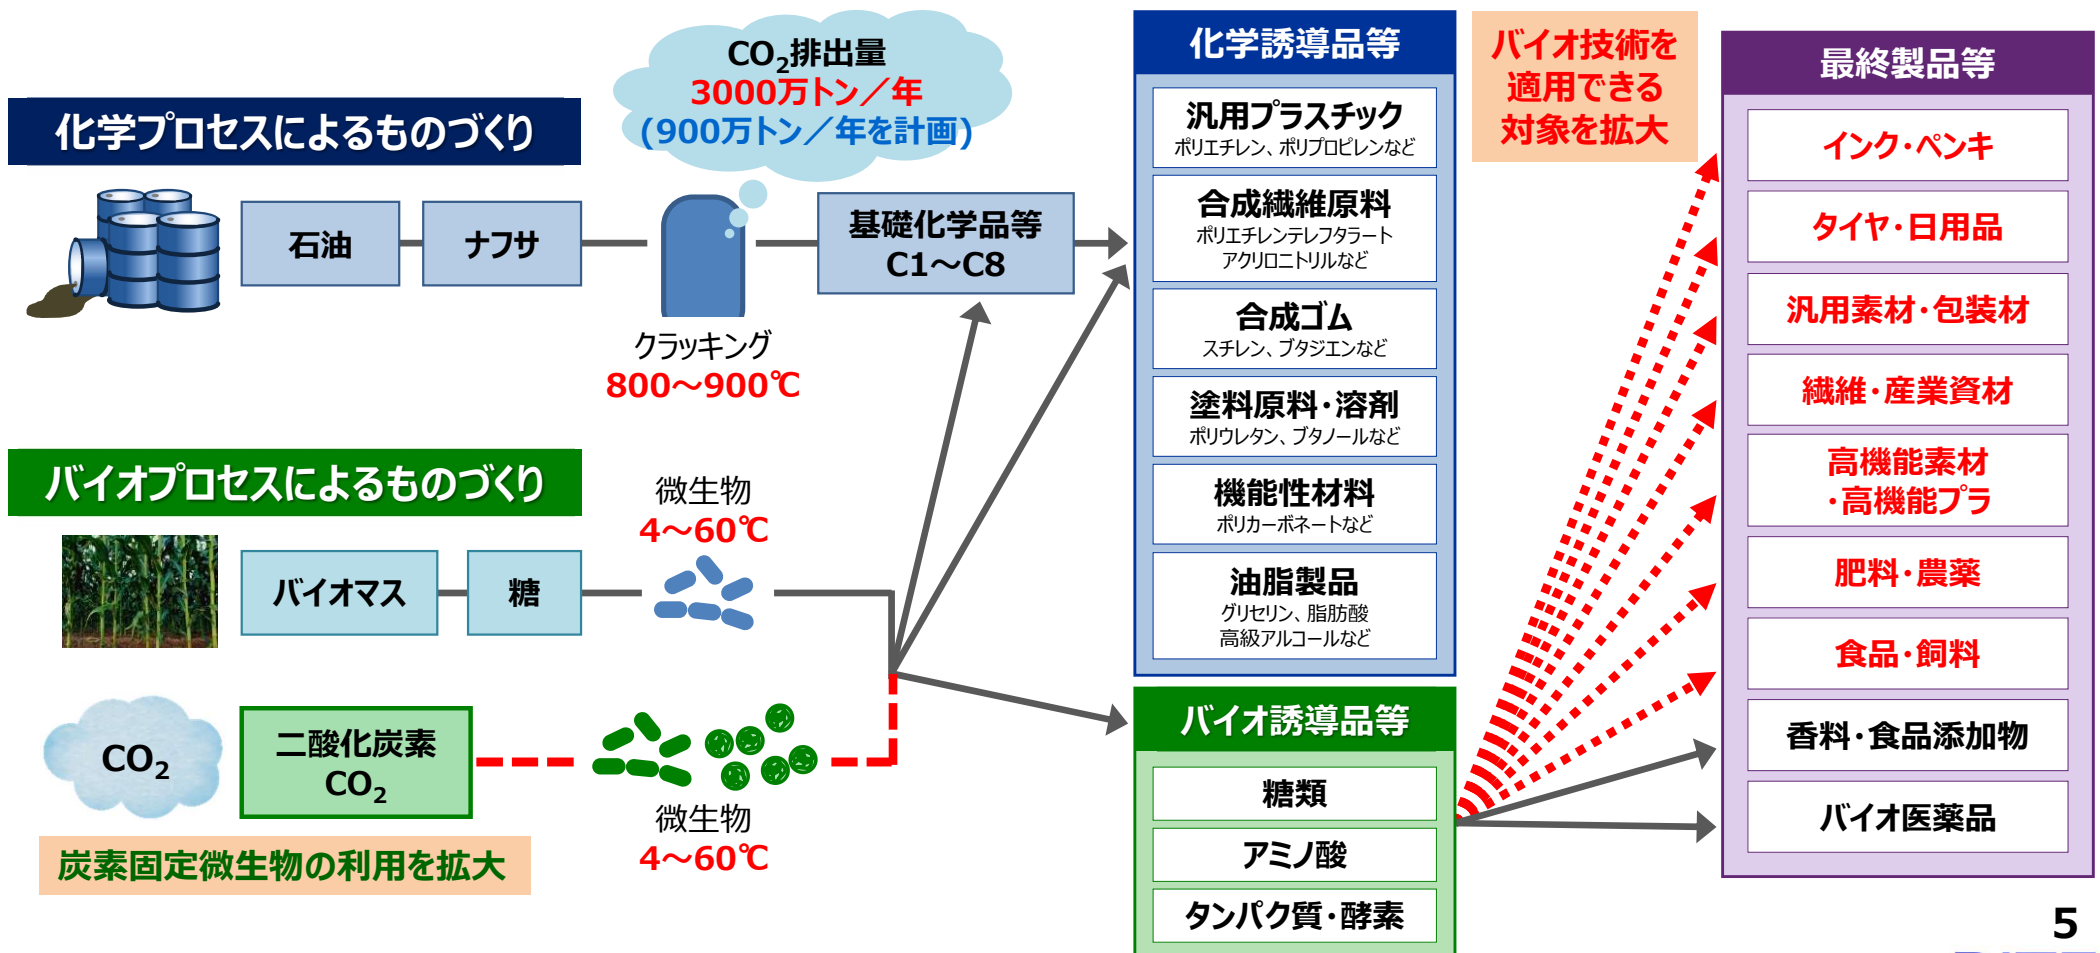 CO2排出量
3000万トン／年
(900万トン／年を計画)
化学プロセスによるものづくり
石油
ナフサ
クラッキング
800～900℃
基礎化学品等
C1～C8
バイオプロセスによるものづくり
バイオマス
糖
微生物
4～60℃
CO2
二酸化炭素
CO2
微生物
4～60℃
炭素固定微生物の利用を拡大
化学誘導品等
汎用プラスチック
ポリエチレン、ポリプロピレンなど
合成繊維原料
ポリエチレンテレフタラート
アクリロニトリルなど
合成ゴム
スチレン、ブタジエンなど
塗料原料・溶剤
ポリウレタン、ブタノールなど
機能性材料
ポリカーボネートなど
油脂製品
グリセリン、脂肪酸
高級アルコールなど
バイオ誘導品等
糖類
アミノ酸
タンパク質・酵素
バイオ技術を
適用できる
対象を拡大
最終製品等
インク・ペンキ
タイヤ・日用品
汎用素材・包装材
繊維・産業資材
高機能素材
・高機能プラ
肥料・農薬
食品・飼料
香料・食品添加物
バイオ医薬品
5